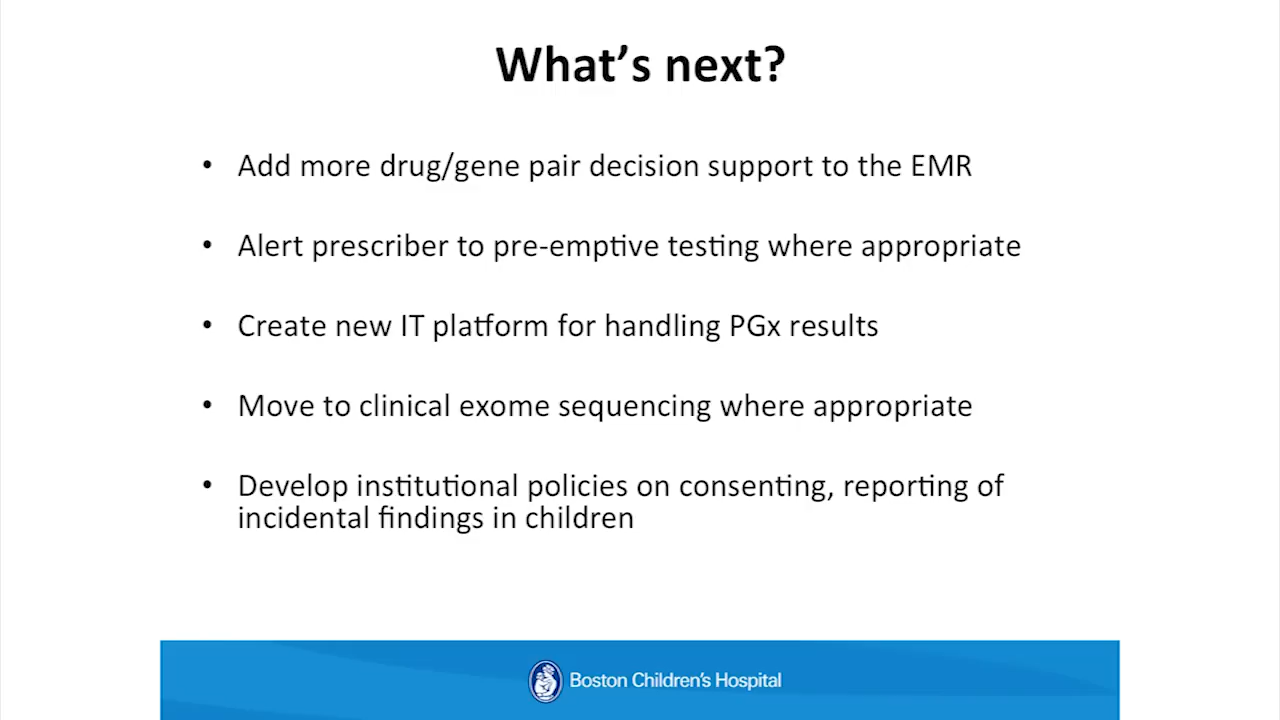 What’s next?
• Add more drug/gene pair decision support to the EMR
• Alert prescriber to pre-emptive testing where appropriate
• Create new IT platform for handling PGx results
• Move to clinical exome sequencing where appropriate
• Develop institutional policies on consenting, reporting of
incidental findings in children
Boston Children’s Hospital